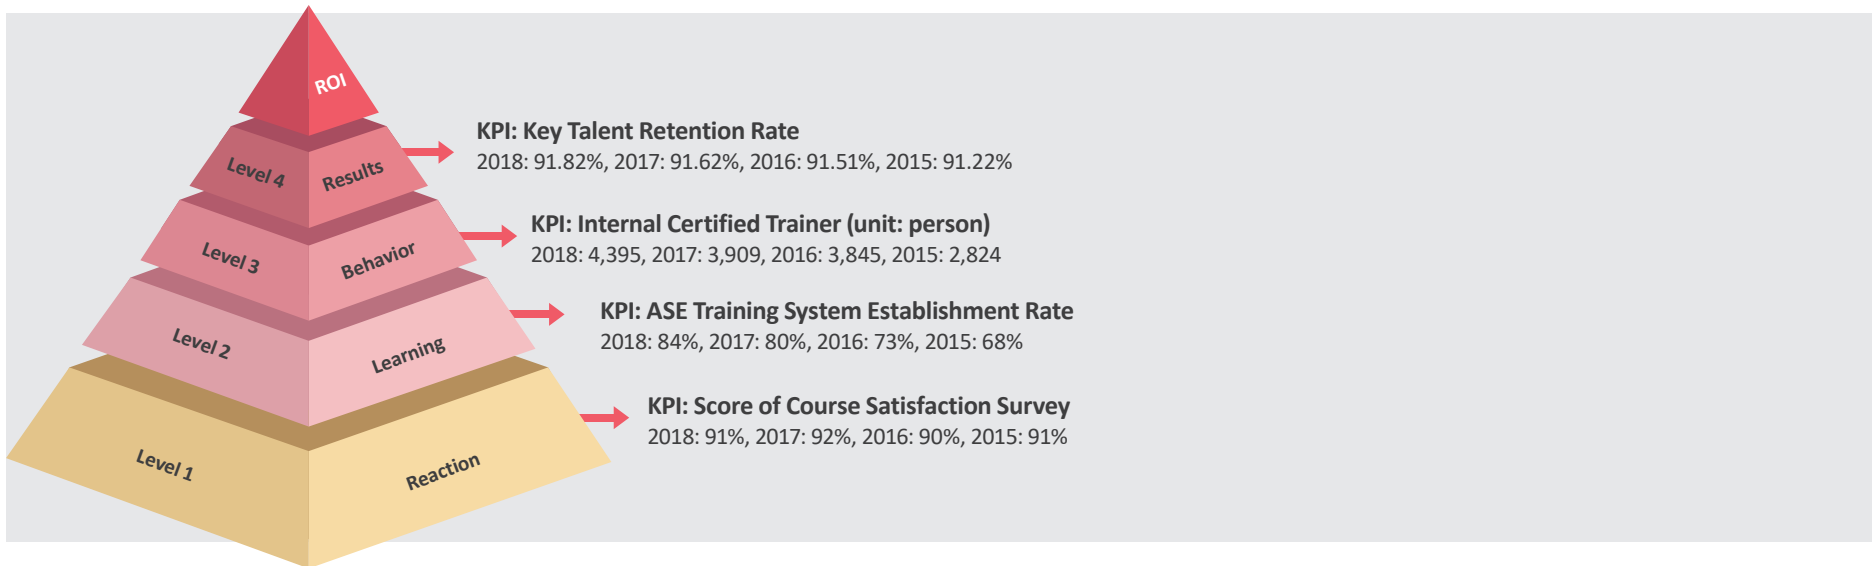 ROI
KPI: Key Talent Retention Rate
2018: 91.82%, 2017: 91.62%, 2016: 91.51%, 2015: 91.22%
Level 4
Results
KPI: Internal Certified Trainer (unit: person)
2018: 4,395, 2017: 3,909, 2016: 3,845, 2015: 2,824
Level 3
Behavior
KPI: ASE Training System Establishment Rate
2018: 84%, 2017: 80%, 2016: 73%, 2015: 68%
Level 2
Learning
KPI: Score of Course Satisfaction Survey
2018: 91%, 2017: 92%, 2016: 90%, 2015: 91%
Level 1
Reaction